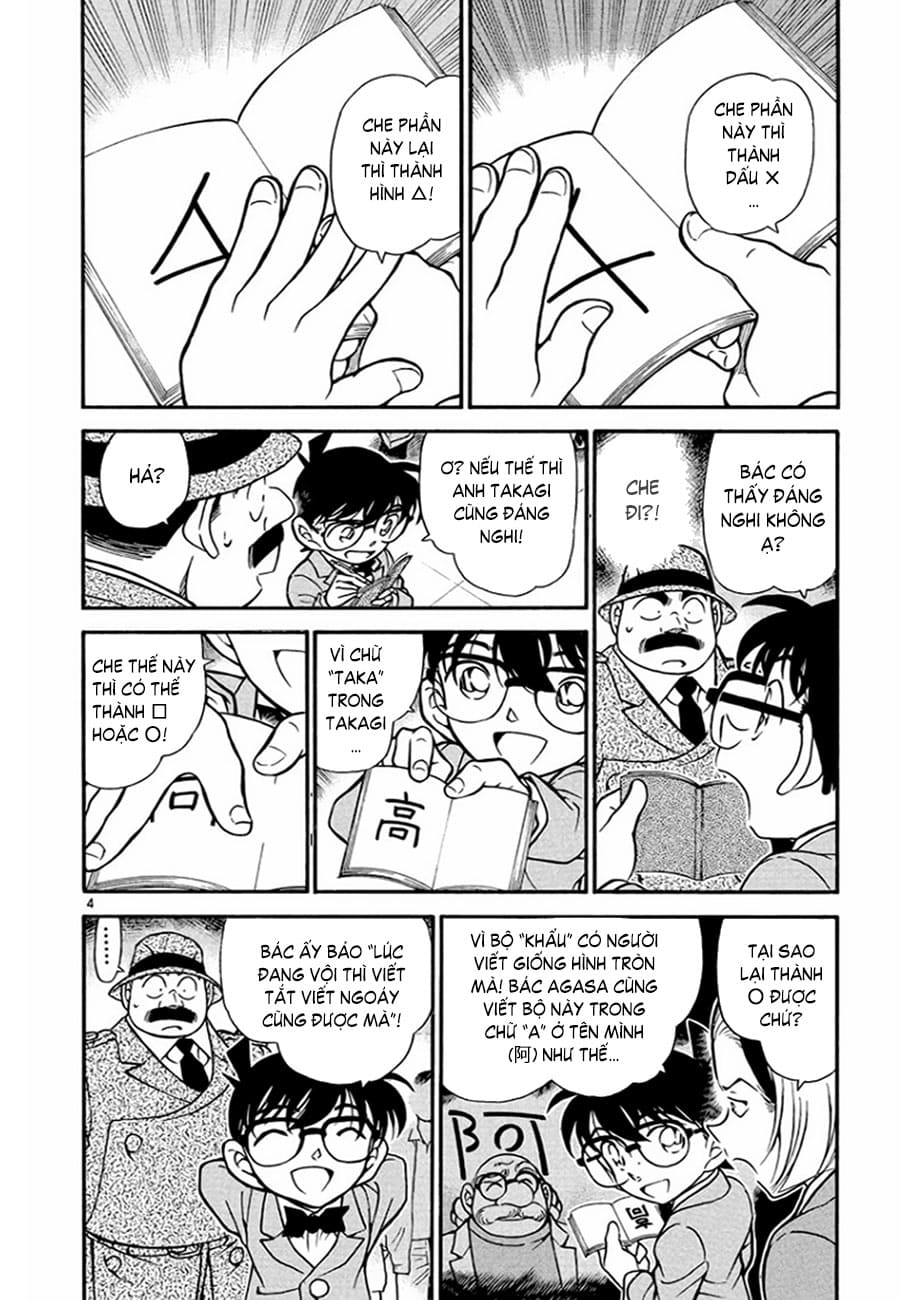 CHE PHẦN
NÀY THÌ
THÀNH
DẤU ×
...
×
CHE PHẦN
NÀY LẠI
THÌ THÀNH
HÌNH △!
△
BÁC CÓ
THẤY ĐÁNG
NGHI KHÔNG
Ạ?
CHE
ĐI?!
Ơ? NẾU THẾ THÌ
ANH TAKAGI
CŨNG ĐÁNG
NGHI!
HẢ?
VÌ CHỮ
“TAKA”
TRONG
TAKAGI
...
高
CHE THẾ NÀY
THÌ CÓ THỂ
THÀNH □
HOẶC O!
4
TẠI SAO
LẠI THÀNH
O ĐƯỢC
CHỨ?
VÌ BỘ “KHẨU” CÓ NGƯỜI
VIẾT GIỐNG HÌNH TRÒN
MÀ! BÁC AGASA CŨNG
VIẾT BỘ NÀY TRONG
CHỮ “A” Ở TÊN MÌNH
(阿) NHƯ THẾ...
阿
BÁC ẤY BẢO “LÚC
ĐANG VỘI THÌ VIẾT
TẮT VIẾT NGOÁY
CŨNG ĐƯỢC MÀ”!
......